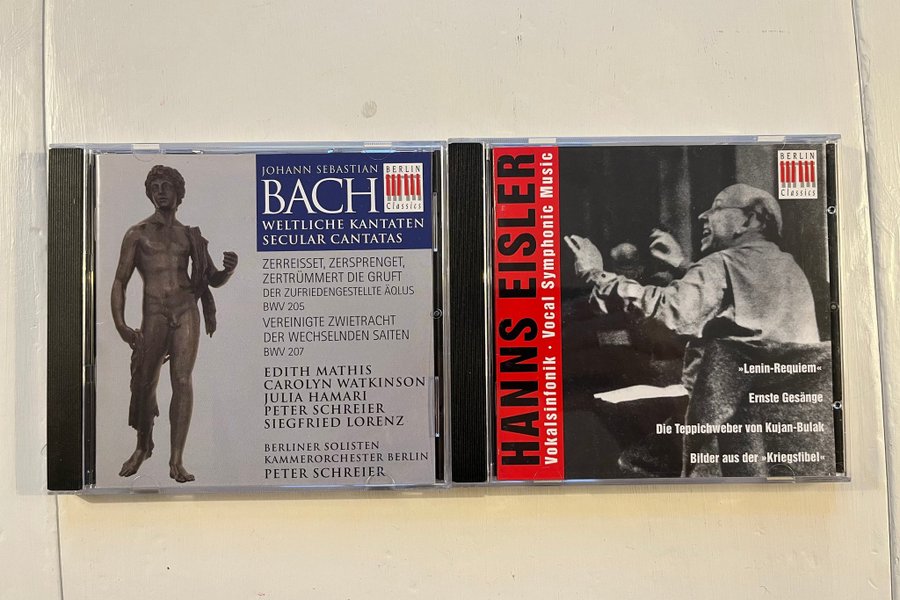 JOHANN SEBASTIAN
BACH
WELTLICHE KANTATEN
SECULAR CANTATAS
BERLIN
Classics
ZERREISSET, ZERSPRENGET,
ZERTRÜMMERT DIE GRUFT
DER ZUFRIEDENGESTELLTE ÄOLUS
BWV 205
VEREINIGTE ZWIETRACHT
DER WECHSELNDEN SAITEN
BWV 207
EDITH MATHIS
CAROLYN WATKINSON
JULIA HAMARI
PETER SCHREIER
SIEGFRIED LORENZ
BERLINER SOLISTEN
KAMMERORCHESTER BERLIN
PETER SCHREIER
HANNS EISLER
Vokalsinfonik · Vocal Symphonic Music
BERLIN
Classics
»Lenin-Requiem«
Ernste Gesänge
Die Teppichweber von Kujan-Bulak
Bilder aus der »Kriegsfibel«